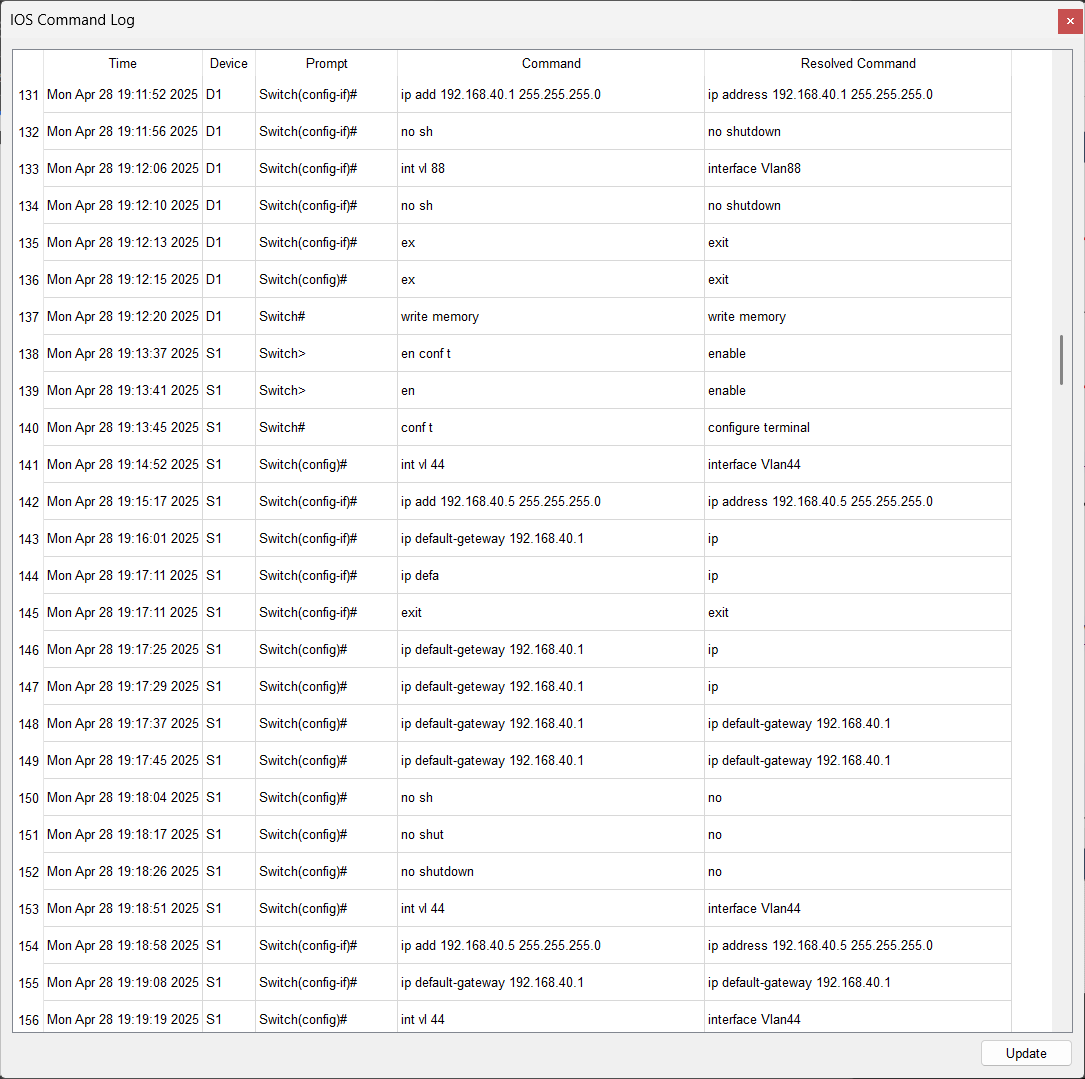 IOS Command Log
Time Device Prompt Command Resolved Command
131 Mon Apr 28 19:11:52 2025 D1 Switch(config-if)# ip add 192.168.40.1 255.255.255.0 ip address 192.168.40.1 255.255.255.0
132 Mon Apr 28 19:11:56 2025 D1 Switch(config-if)# no sh no shutdown
133 Mon Apr 28 19:12:06 2025 D1 Switch(config-if)# int vl 88 interface Vlan88
134 Mon Apr 28 19:12:10 2025 D1 Switch(config-if)# no sh no shutdown
135 Mon Apr 28 19:12:13 2025 D1 Switch(config-if)# ex exit
136 Mon Apr 28 19:12:15 2025 D1 Switch(config)# ex exit
137 Mon Apr 28 19:12:20 2025 D1 Switch# write memory write memory
138 Mon Apr 28 19:13:37 2025 S1 Switch> en conf t enable
139 Mon Apr 28 19:13:41 2025 S1 Switch> en enable
140 Mon Apr 28 19:13:45 2025 S1 Switch# conf t configure terminal
141 Mon Apr 28 19:14:52 2025 S1 Switch(config)# int vl 44 interface Vlan44
142 Mon Apr 28 19:15:17 2025 S1 Switch(config-if)# ip add 192.168.40.5 255.255.255.0 ip address 192.168.40.5 255.255.255.0
143 Mon Apr 28 19:16:01 2025 S1 Switch(config-if)# ip default-geteway 192.168.40.1 ip
144 Mon Apr 28 19:17:11 2025 S1 Switch(config-if)# ip defa ip
145 Mon Apr 28 19:17:11 2025 S1 Switch(config-if)# exit exit
146 Mon Apr 28 19:17:25 2025 S1 Switch(config)# ip default-geteway 192.168.40.1 ip
147 Mon Apr 28 19:17:29 2025 S1 Switch(config)# ip default-geteway 192.168.40.1 ip
148 Mon Apr 28 19:17:37 2025 S1 Switch(config)# ip default-gateway 192.168.40.1 ip default-gateway 192.168.40.1
149 Mon Apr 28 19:17:45 2025 S1 Switch(config)# ip default-gateway 192.168.40.1 ip default-gateway 192.168.40.1
150 Mon Apr 28 19:18:04 2025 S1 Switch(config)# no sh no
151 Mon Apr 28 19:18:17 2025 S1 Switch(config)# no shut no
152 Mon Apr 28 19:18:26 2025 S1 Switch(config)# no shutdown no
153 Mon Apr 28 19:18:51 2025 S1 Switch(config)# int vl 44 interface Vlan44
154 Mon Apr 28 19:18:58 2025 S1 Switch(config-if)# ip add 192.168.40.5 255.255.255.0 ip address 192.168.40.5 255.255.255.0
155 Mon Apr 28 19:19:08 2025 S1 Switch(config-if)# ip default-gateway 192.168.40.1 ip default-gateway 192.168.40.1
156 Mon Apr 28 19:19:19 2025 S1 Switch(config)# int vl 44 interface Vlan44
Update